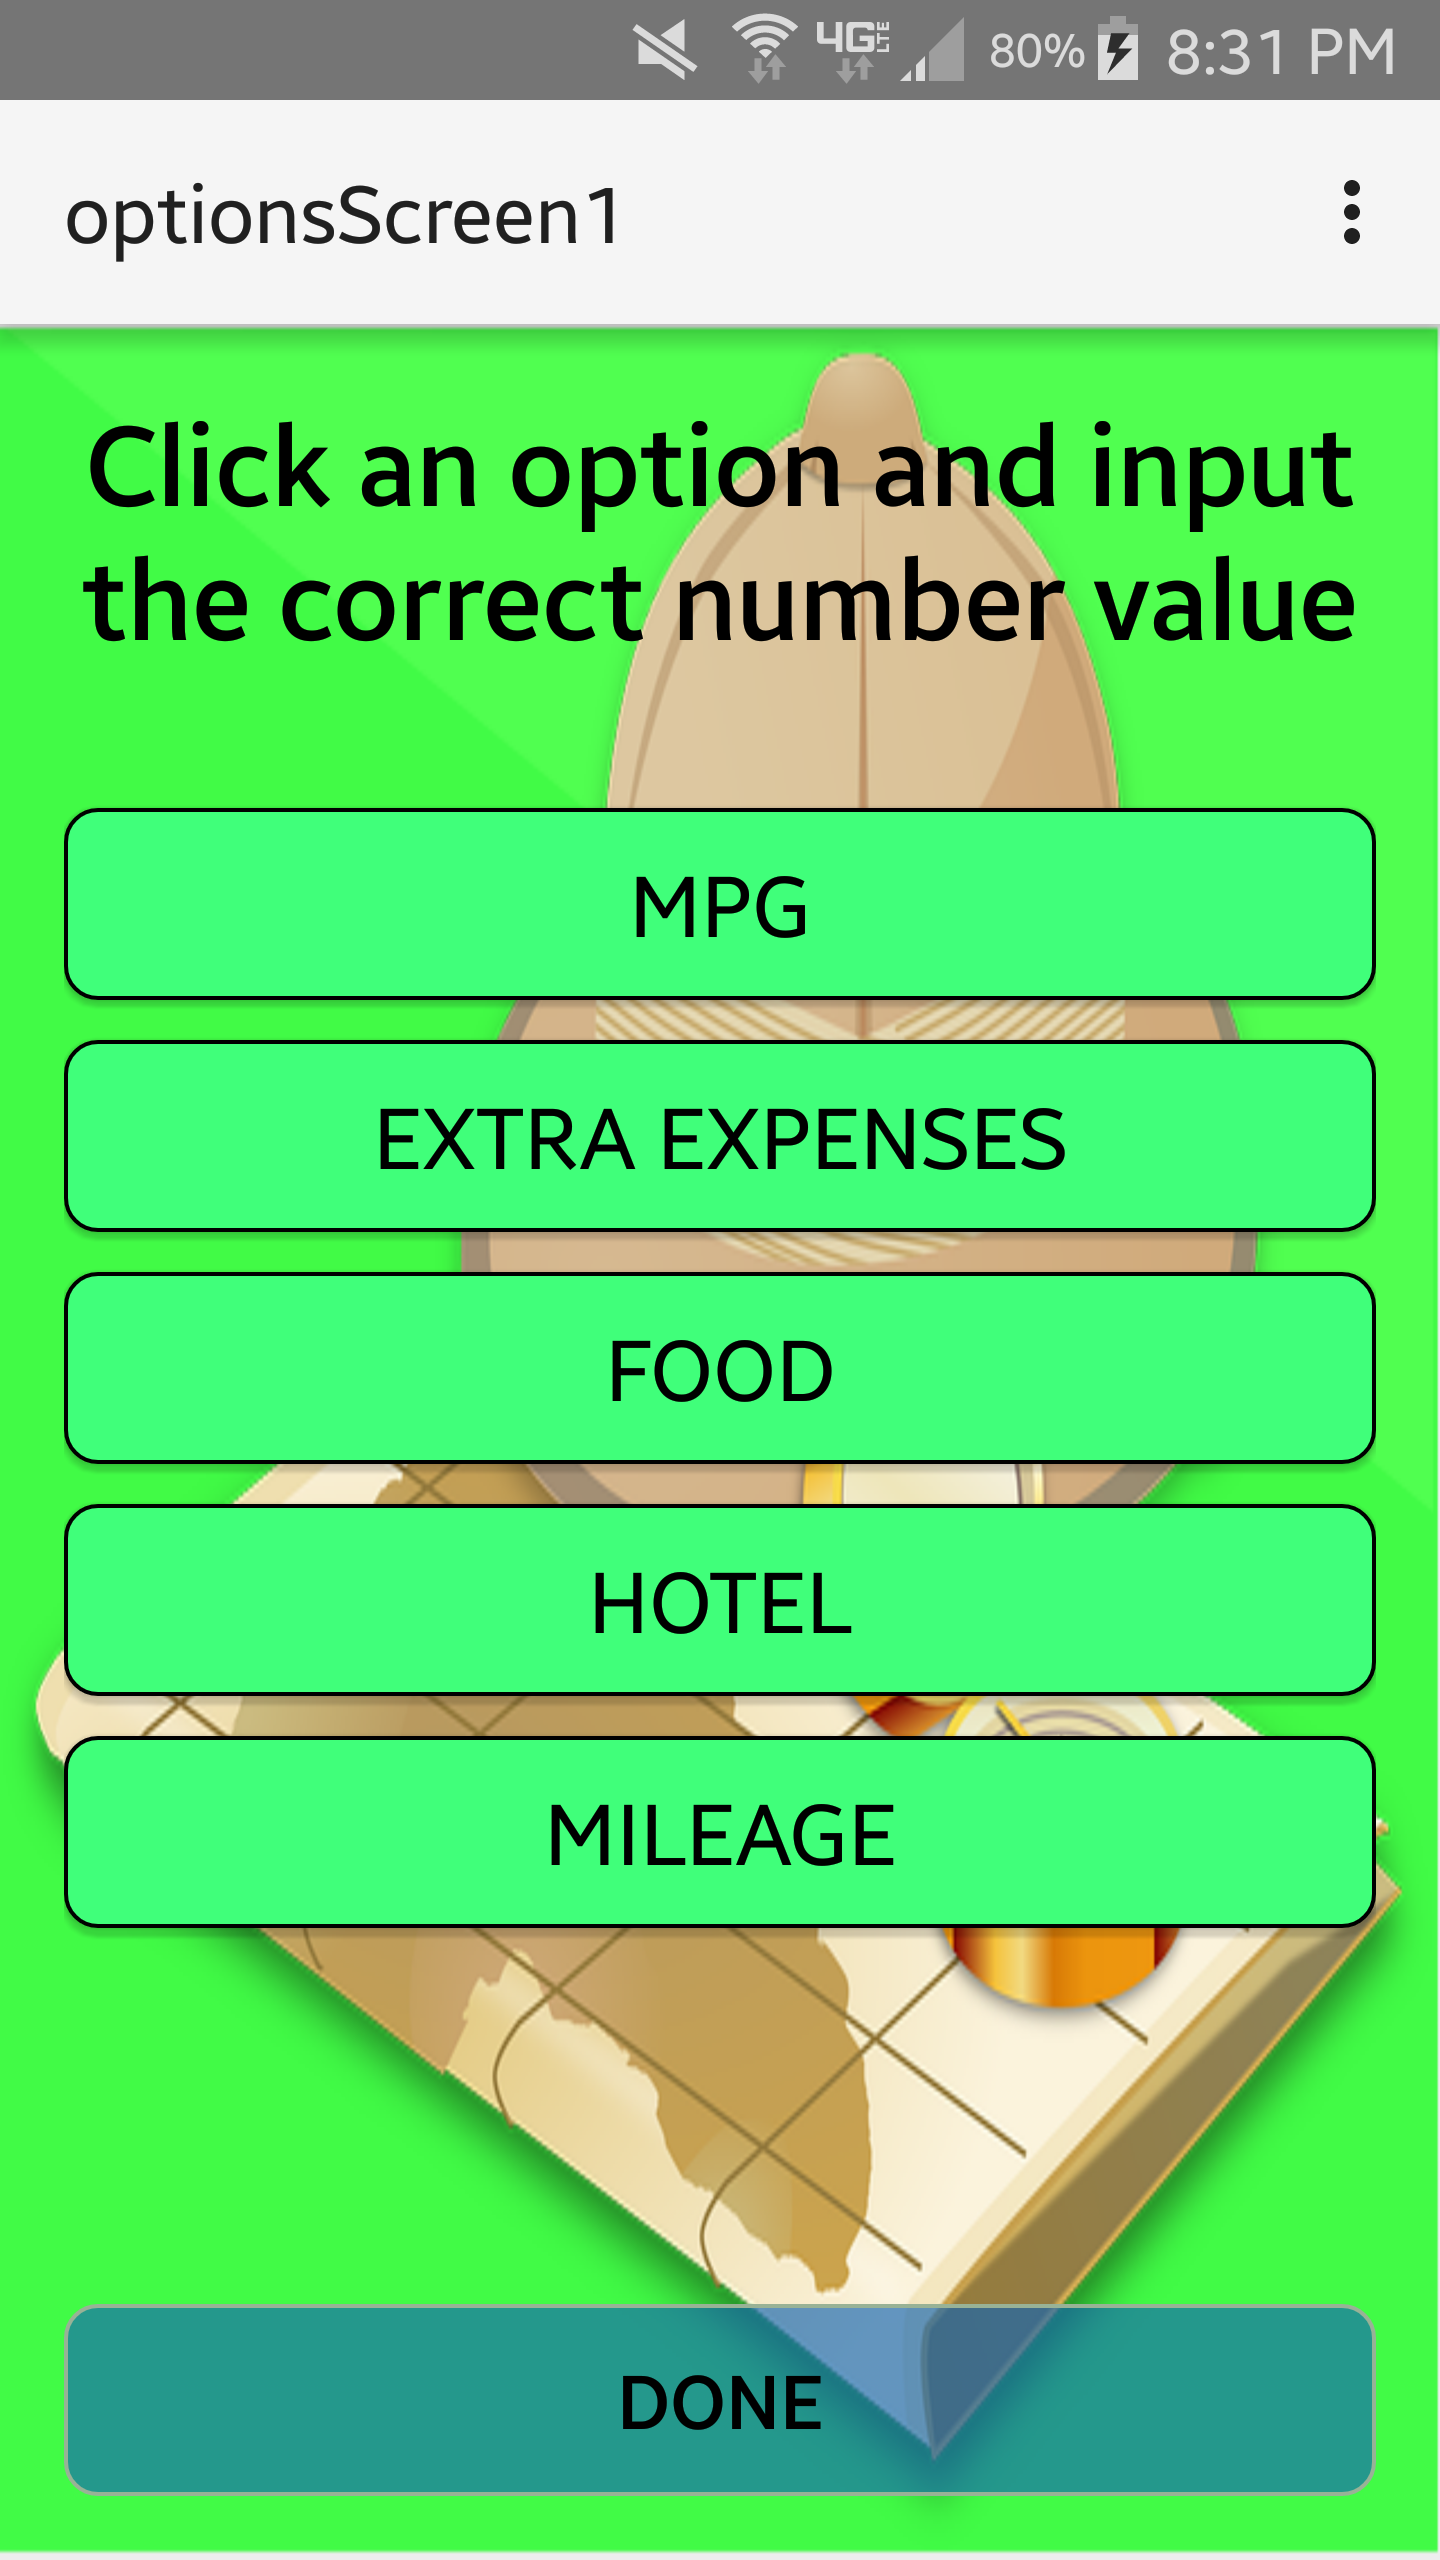 4G LTE 80% 8:31 PM
optionsScreen1
Click an option and input
the correct number value
MPG
EXTRA EXPENSES
FOOD
HOTEL
MILEAGE
DONE